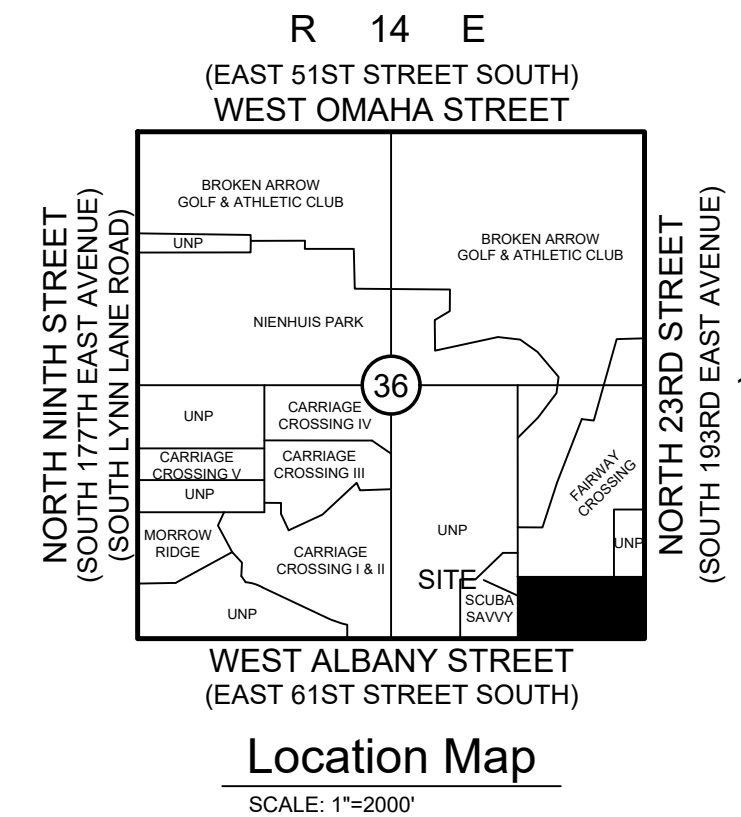 R 14 E
(EAST 51ST STREET SOUTH)
WEST OMAHA STREET
NORTH NINTH STREET
(SOUTH 177TH EAST AVENUE)
(SOUTH LYNN LANE ROAD)
BROKEN ARROW
GOLF & ATHLETIC CLUB
UNP
BROKEN ARROW
GOLF & ATHLETIC CLUB
NIENHUIS PARK
36
UNP
CARRIAGE
CROSSING IV
CARRIAGE
CROSSING V
CARRIAGE
CROSSING III
UNP
FAIRWAY
CROSSING
MORROW
RIDGE
UNP
UNP
CARRIAGE
CROSSING I & II
SITE
SCUBA
SAVVY
UNP
NORTH 23RD STREET
(SOUTH 193RD EAST AVENUE)
WEST ALBANY STREET
(EAST 61ST STREET SOUTH)
Location Map
SCALE: 1"=2000'